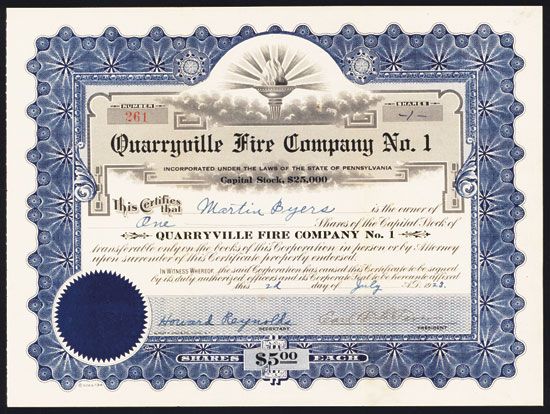 NUMBER
261
SHARES
-1-
Quarryville Fire Company No. 1
INCORPORATED UNDER THE LAWS OF THE STATE OF PENNSYLVANIA
Capital Stock, $25,000
This Certifies that Martin Byers is the owner of
One Shares of the Capital Stock of
QUARRYVILLE FIRE COMPANY No. 1
transferable only on the books of this Corporation in person or by Attorney
upon surrender of this Certificate properly endorsed.
IN WITNESS WHEREOF, the said Corporation has caused this Certificate to be signed
by its duly authorized officers and its Corporate Seal to be hereunto affixed
this 2d day of July A.D. 1923.
Howard Reynolds
SECRETARY
PRESIDENT
SHARES $5.00 EACH